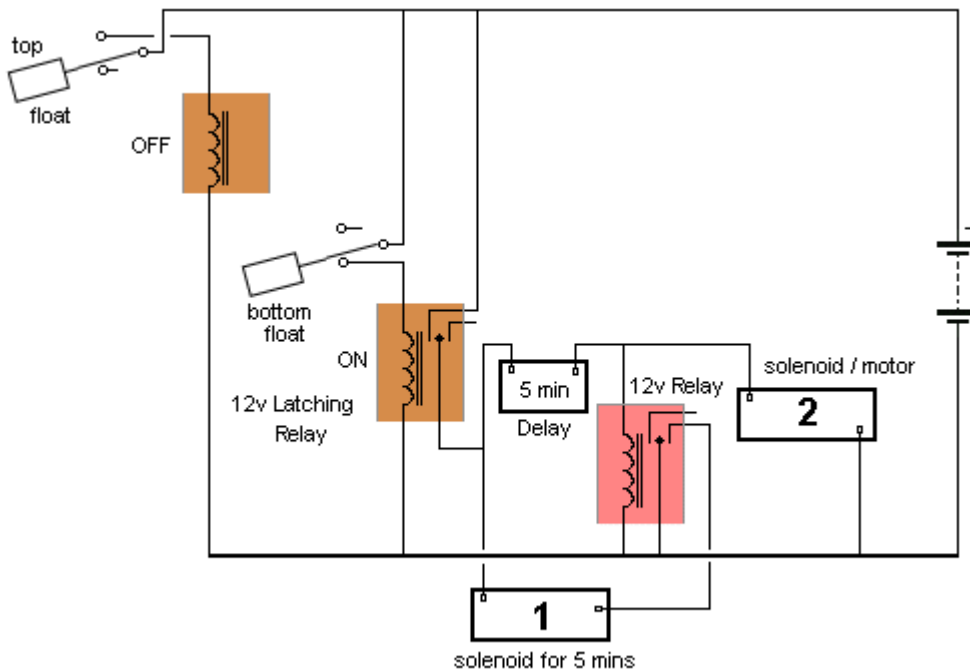 top
float
OFF
bottom
float
ON
12v Latching
Relay
5 min
Delay
12v Relay
solenoid / motor
2
1
solenoid for 5 mins